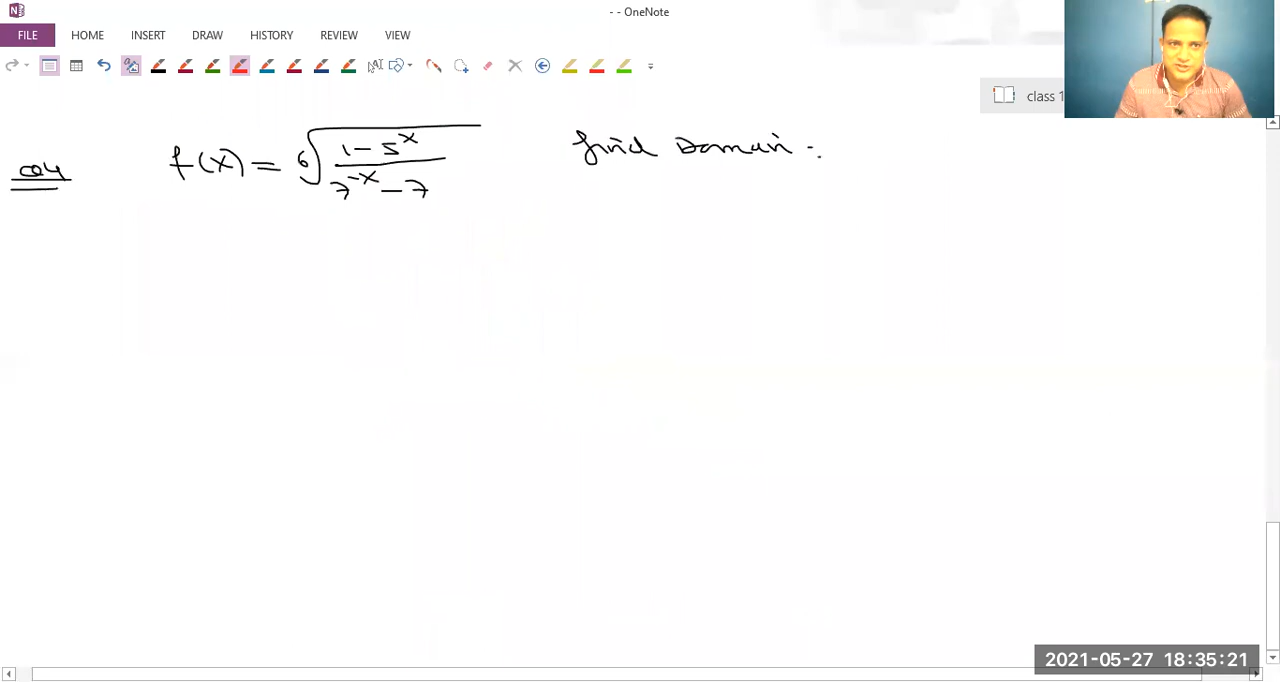 - - OneNote
FILE HOME INSERT DRAW HISTORY REVIEW VIEW
class 1
f(x) = ⁶√((1 - 5^x)/(7^-x - 7)) find Domain -.
2021-05-27 18:35:21